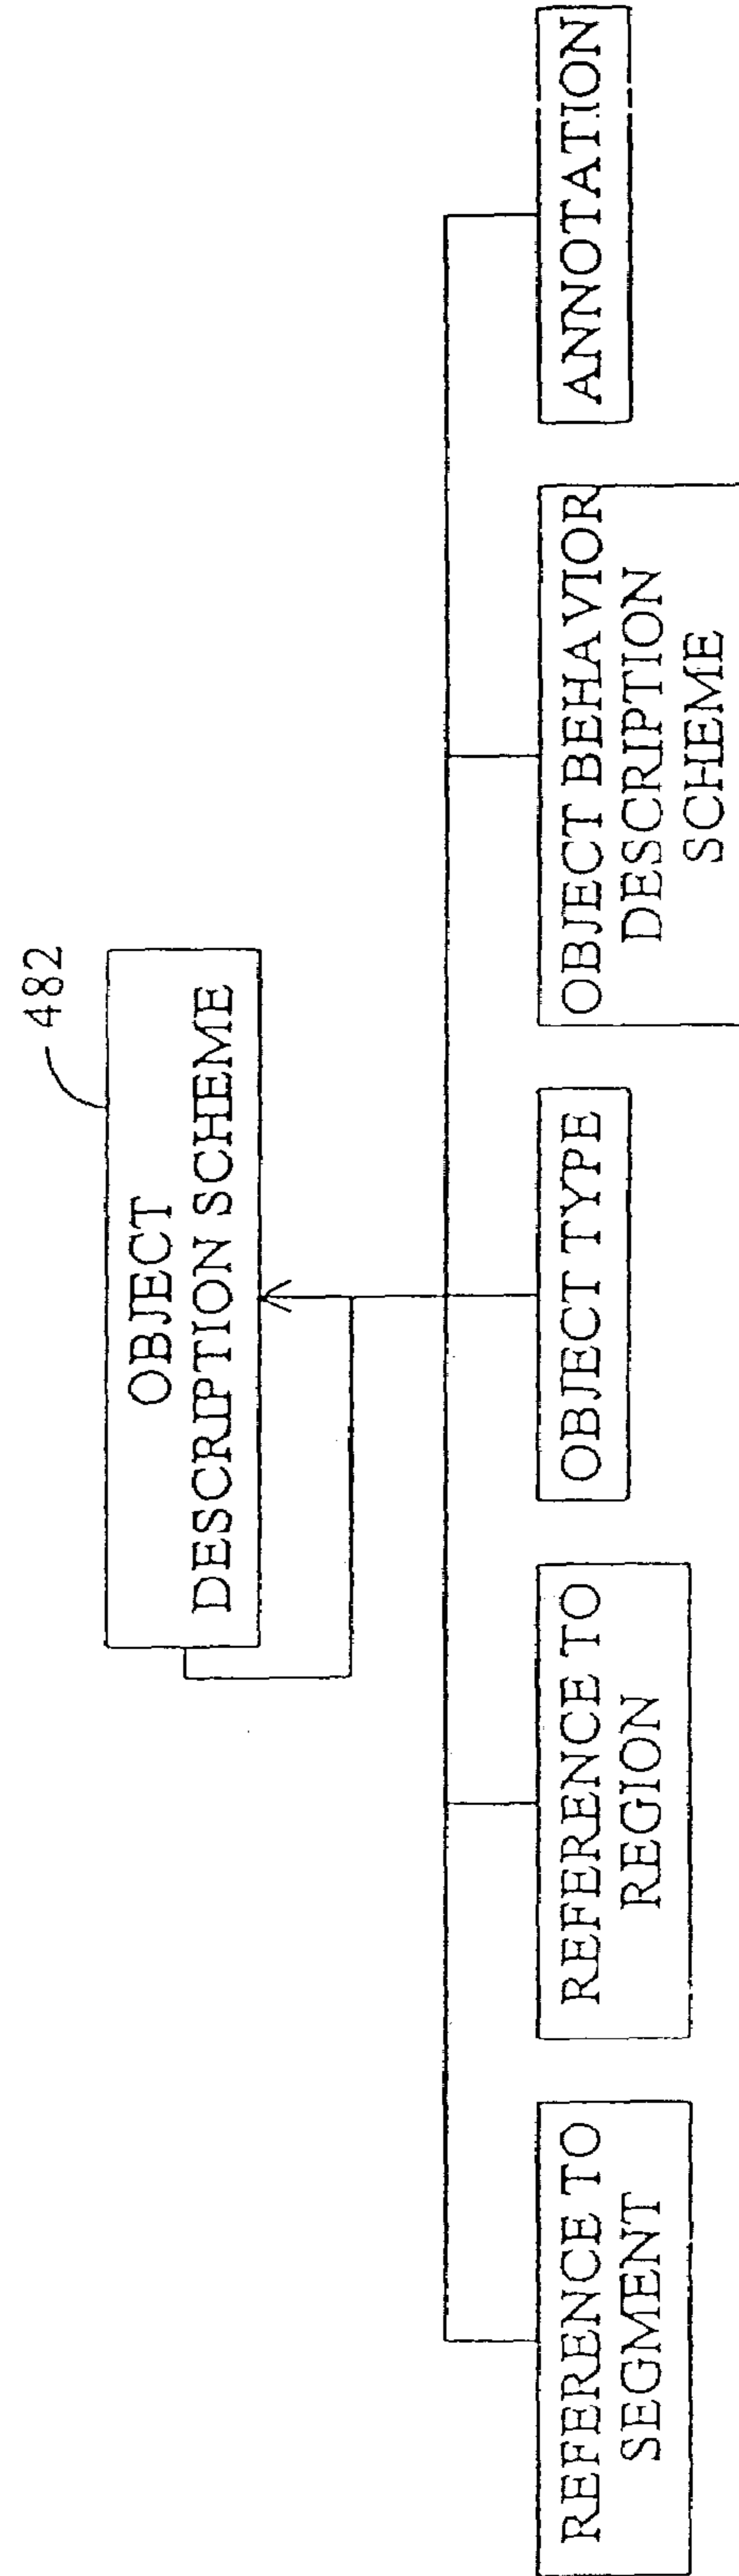 482
OBJECT
DESCRIPTION SCHEME
REFERENCE TO
SEGMENT
REFERENCE TO
REGION
OBJECT TYPE
OBJECT BEHAVIOR
DESCRIPTION
SCHEME
ANNOTATION